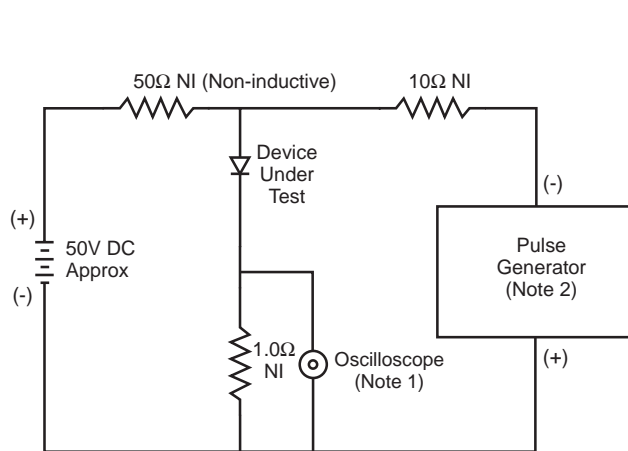 50Ω NI (Non-inductive)
10Ω NI
Device
Under
Test
(-)
(+)
50V DC
Approx
(-)
Pulse
Generator
(Note 2)
1.0Ω
NI
Oscilloscope
(Note 1)
(+)